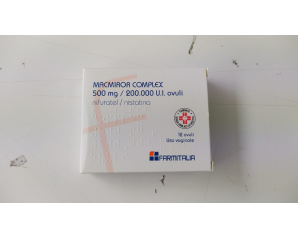 MACMIROR COMPLEX
500 mg / 200.000 U.I. ovuli
nifuratel / nistatina
12 ovuli
Uso vaginale
FARMITALIA